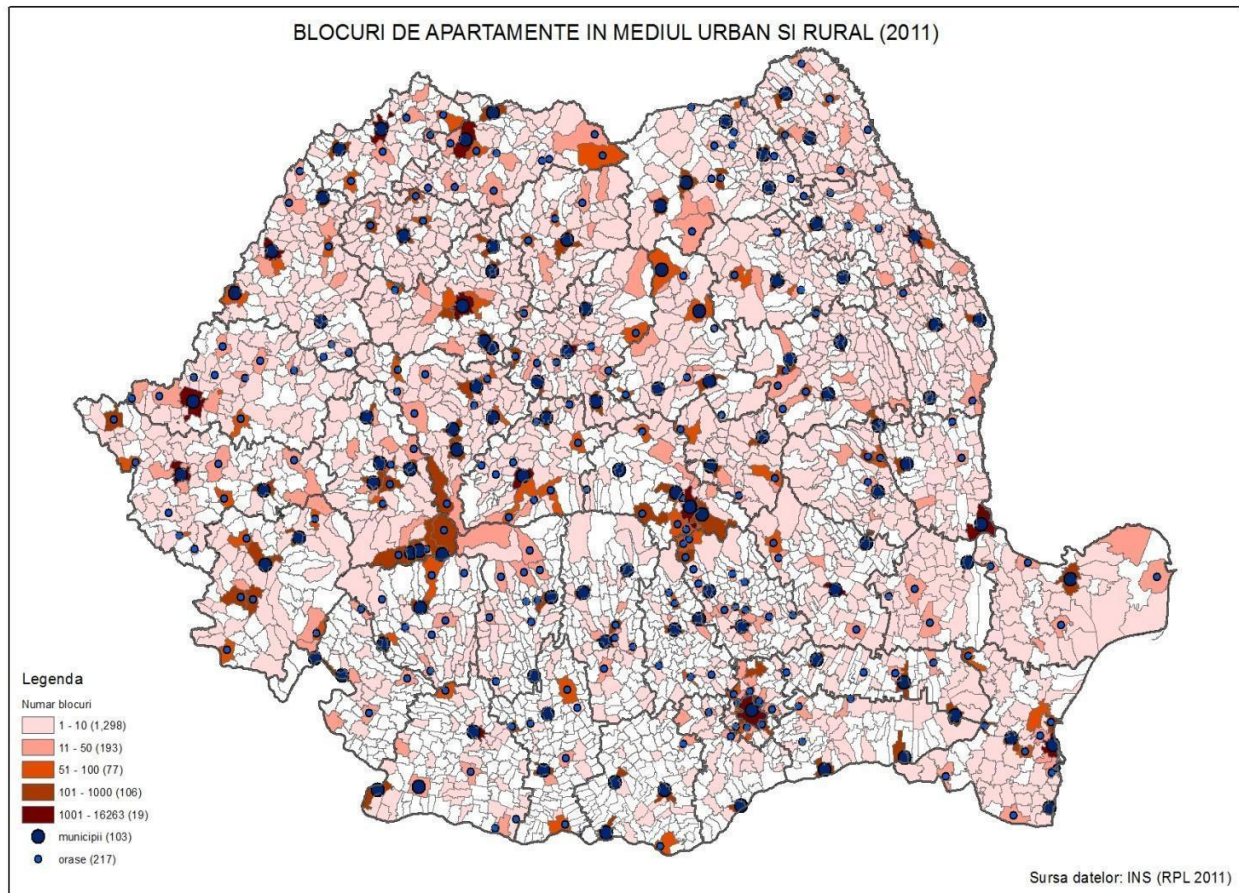 BLOCURI DE APARTAMENTE IN MEDIUL URBAN SI RURAL (2011)
Legenda
Numar blocuri
1 - 10 (1,298)
11 - 50 (193)
51 - 100 (77)
101 - 1000 (106)
1001 - 16263 (19)
municipii (103)
orase (217)
Sursa datelor: INS (RPL 2011)